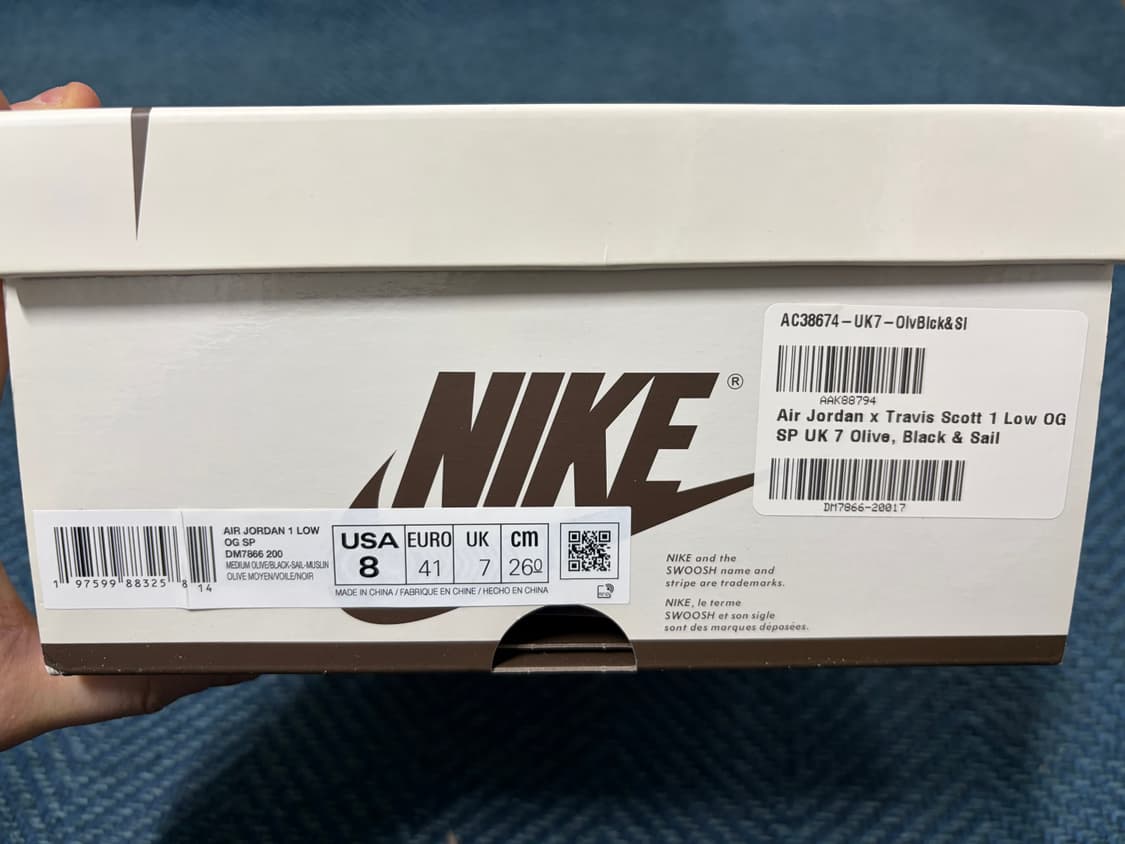 AC38674-UK7-OlvBlck&Sl
AAK88794
Air Jordan x Travis Scott 1 Low OG
SP UK 7 Olive, Black & Sail
DM7866-20017
NIKE®
1 97599 88325 8 14
AIR JORDAN 1 LOW
OG SP
DM7866 200
MEDIUM OLIVE/BLACK-SAIL-MUSLIN
OLIVE MOYEN/VOILE/NOIR
USA EURO UK cm
8 41 7 260
MADE IN CHINA / FABRIQUE EN CHINE / HECHO EN CHINA
NIKE and the
SWOOSH name and
stripe are trademarks.
NIKE, le terme
SWOOSH et son sigle
sont des marques déposées.